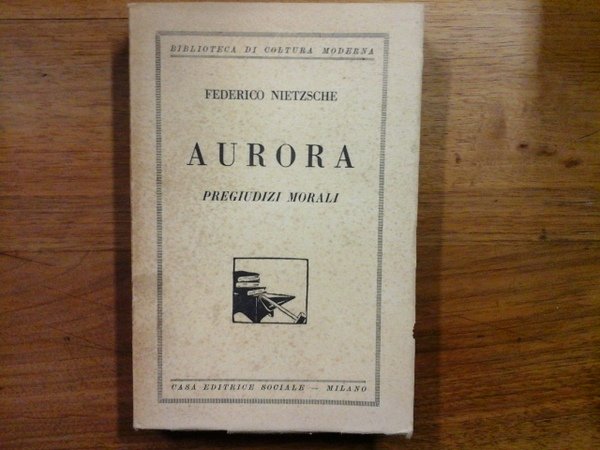 BIBLIOTECA DI COLTURA MODERNA
FEDERICO NIETZSCHE
AURORA
PREGIUDIZI MORALI
CASA EDITRICE SOCIALE — MILANO